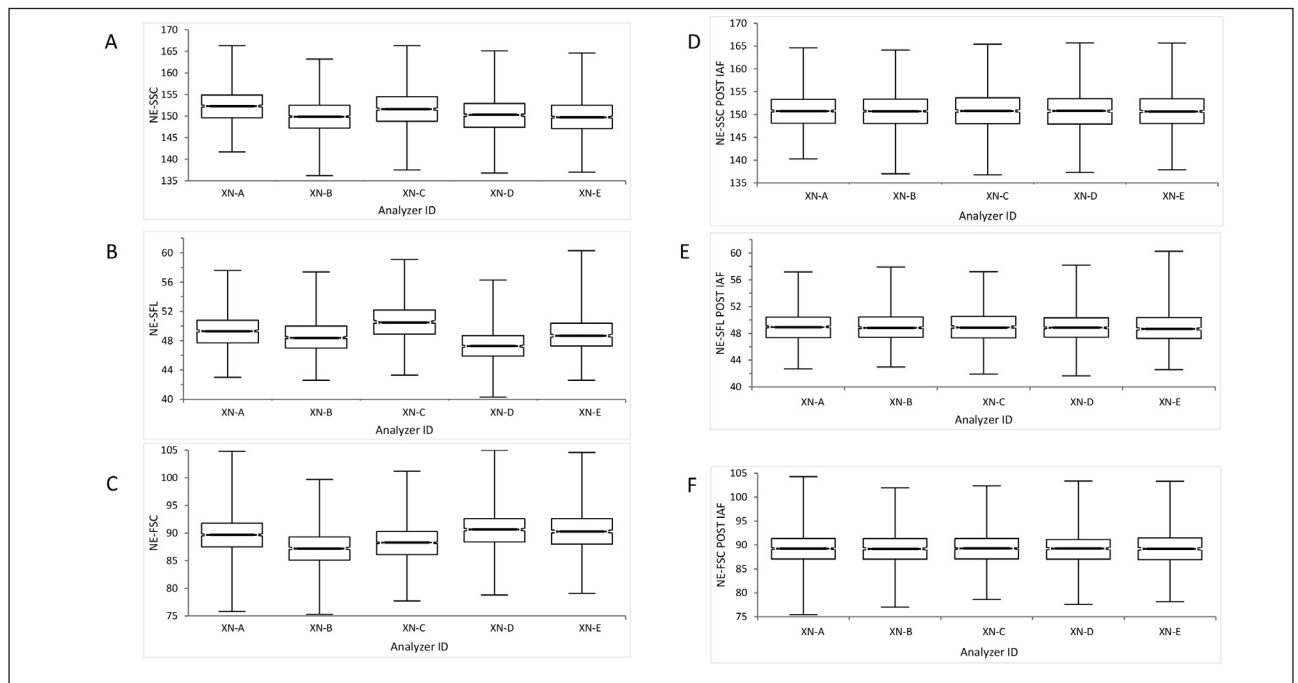 A
NE-SSC
170
165
160
155
150
145
140
135
XN-A XN-B XN-C XN-D XN-E
Analyzer ID
B
NE-SFL
60
56
52
48
44
40
XN-A XN-B XN-C XN-D XN-E
Analyzer ID
C
NE-FSC
105
100
95
90
85
80
75
XN-A XN-B XN-C XN-D XN-E
Analyzer ID
D
NE-SSC POST IAF
170
165
160
155
150
145
140
135
XN-A XN-B XN-C XN-D XN-E
Analyzer ID
E
NE-SFL POST IAF
60
56
52
48
44
40
XN-A XN-B XN-C XN-D XN-E
Analyzer ID
F
NE-FSC POST IAF
105
100
95
90
85
80
75
XN-A XN-B XN-C XN-D XN-E
Analyzer ID